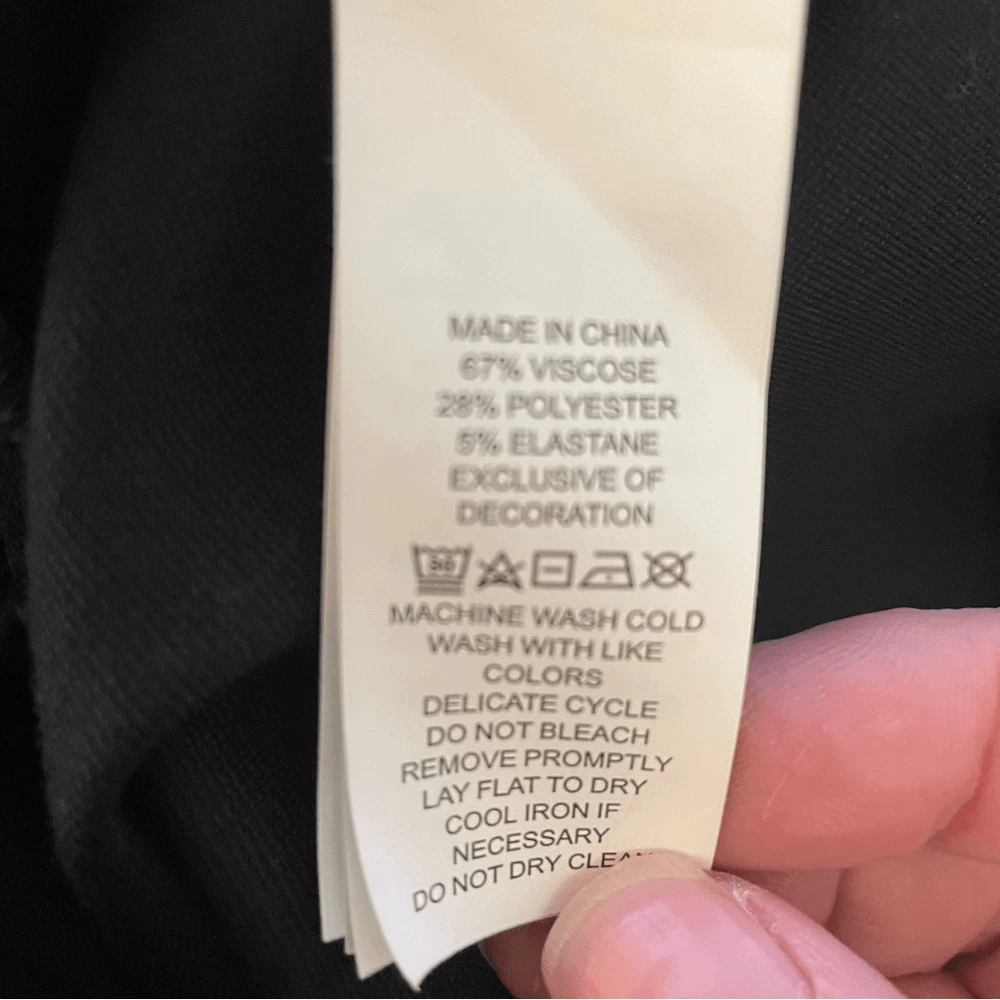 MADE IN CHINA
67% VISCOSE
28% POLYESTER
5% ELASTANE
EXCLUSIVE OF
DECORATION
30
MACHINE WASH COLD
WASH WITH LIKE
COLORS
DELICATE CYCLE
DO NOT BLEACH
REMOVE PROMPTLY
LAY FLAT TO DRY
COOL IRON IF
NECESSARY
DO NOT DRY CLEAN